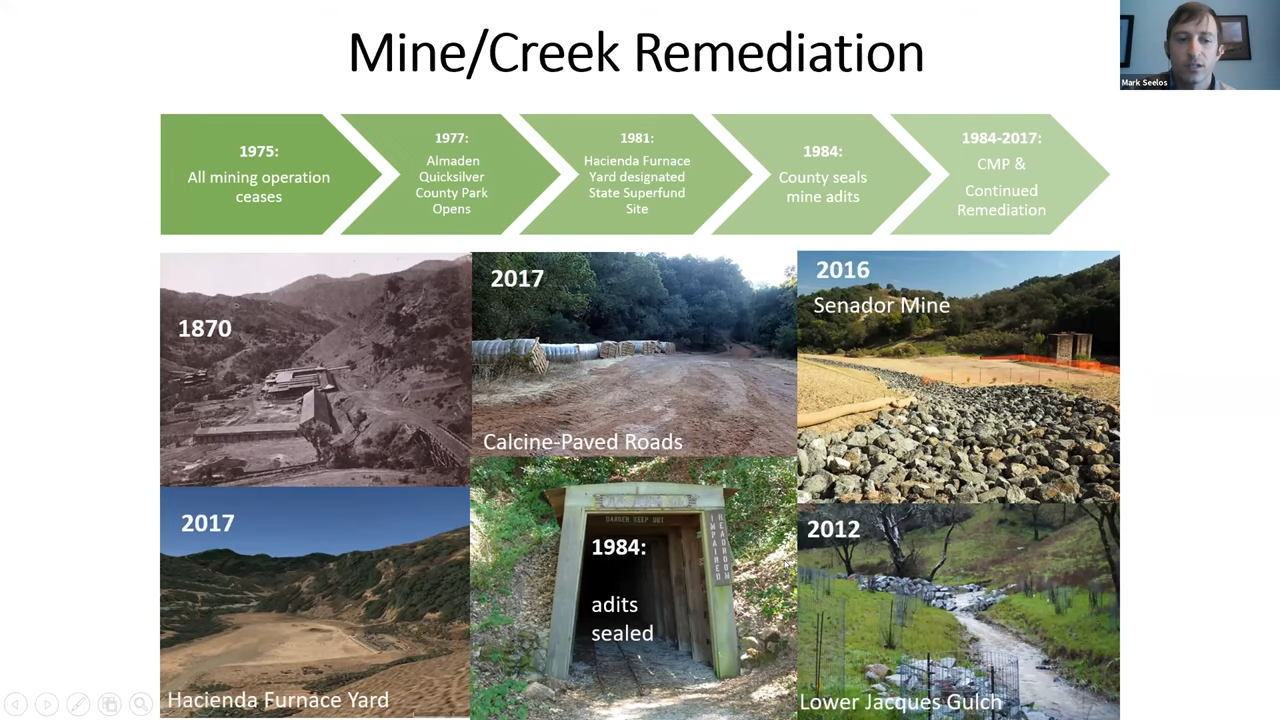 Mine/Creek Remediation
Mark Seelos
1975:
All mining operation
ceases
1977:
Almaden
Quicksilver
County Park
Opens
1981:
Hacienda Furnace
Yard designated
State Superfund
Site
1984:
County seals
mine adits
1984-2017:
CMP &
Continued
Remediation
1870
2017
Hacienda Furnace Yard
2017
Calcine-Paved Roads
DANGER KEEP OUT
IMPAIRED
HEADROOM
1984:
adits
sealed
2016
Senador Mine
2012
Lower Jacques Gulch